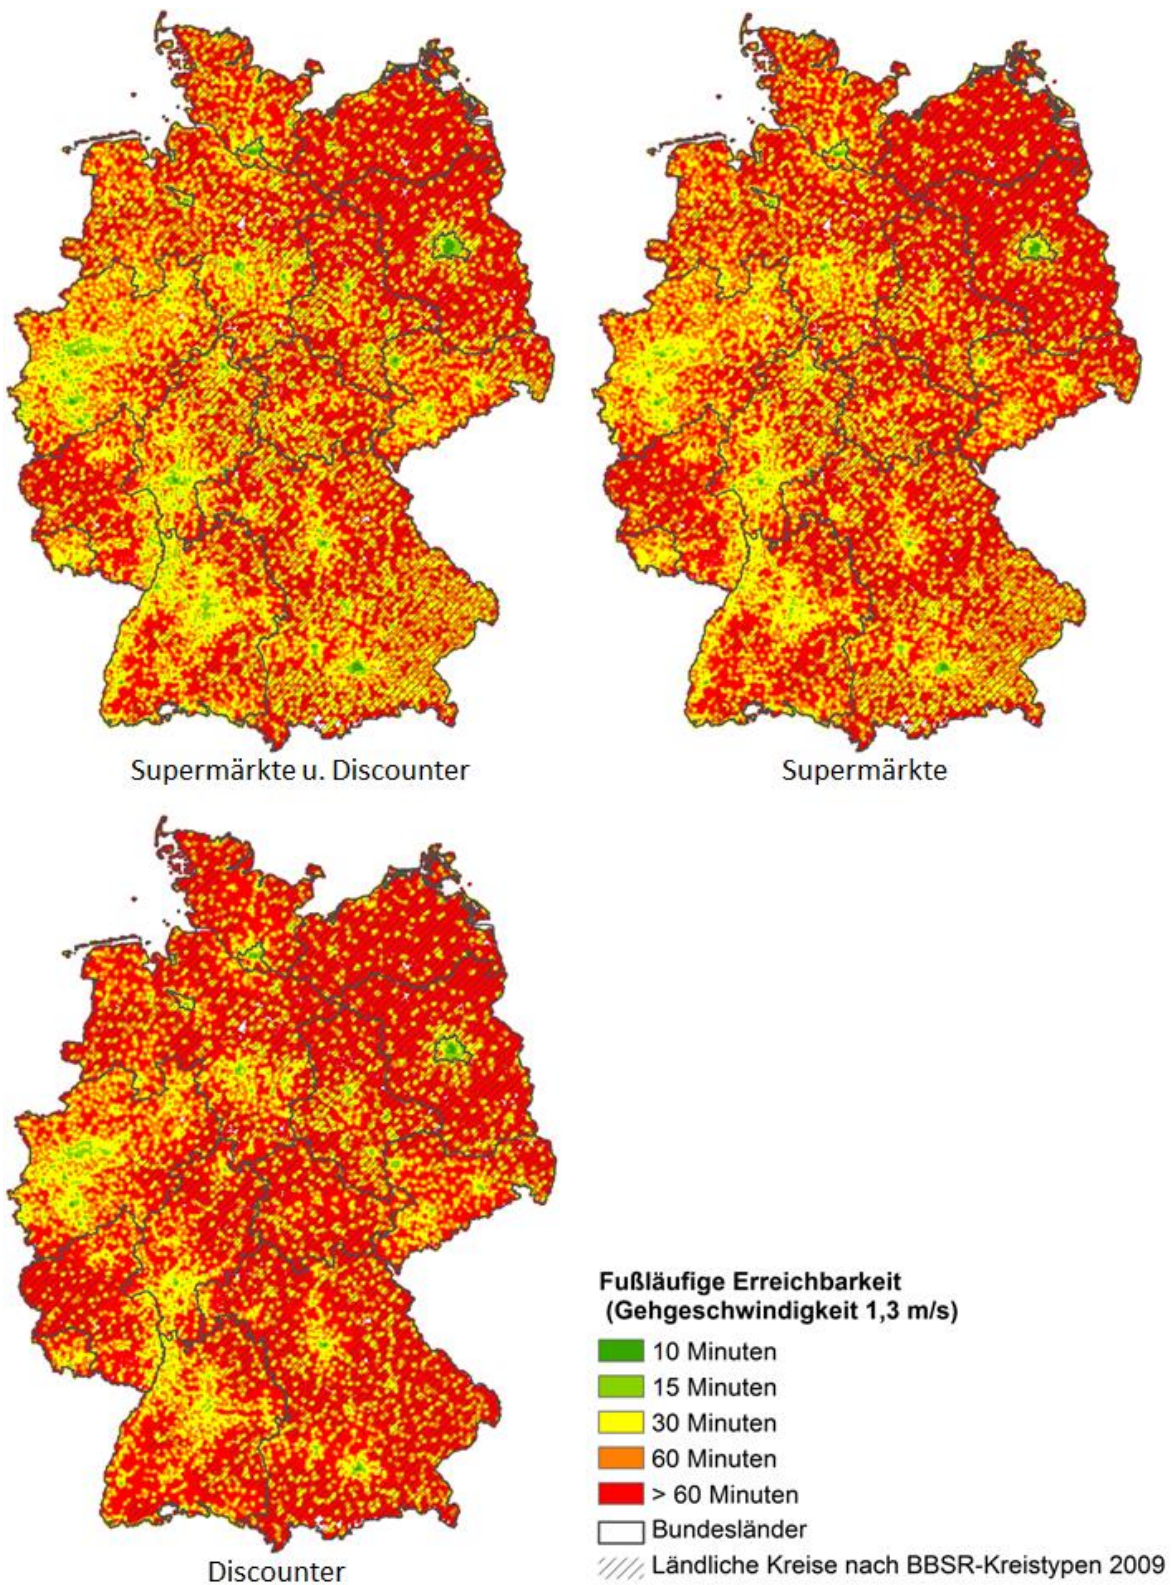 Supermärkte u. Discounter
Supermärkte
Discounter
Fußläufige Erreichbarkeit
(Gehgeschwindigkeit 1,3 m/s)
10 Minuten
15 Minuten
30 Minuten
60 Minuten
> 60 Minuten
Bundesländer
Ländliche Kreise nach BBSR-Kreistypen 2009